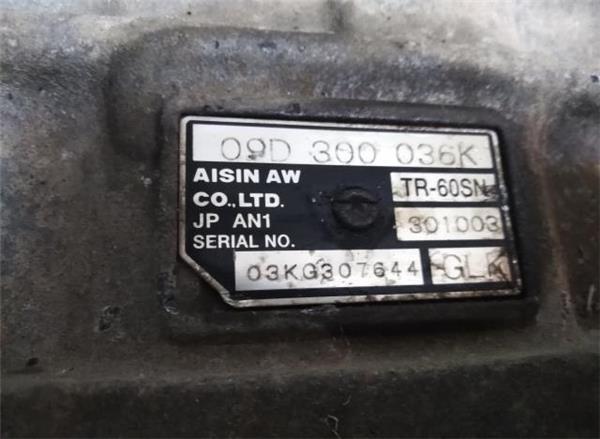 09D 300 036K
AISIN AW
CO.,LTD.
TR-60SN
JP AN1
301003
SERIAL NO.
03KG307644
GLK